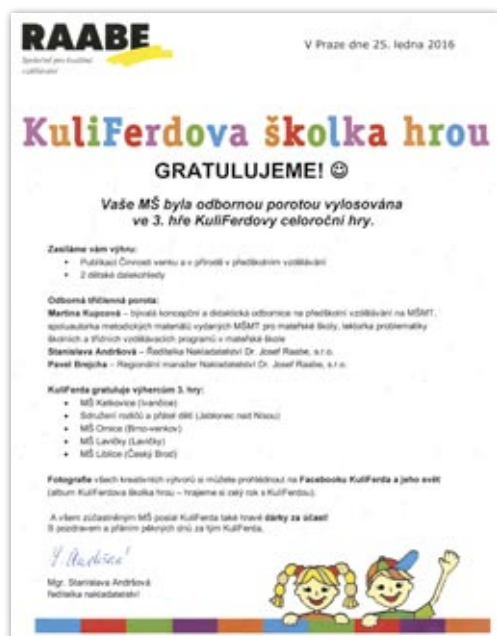 RAABE
Společně pro kvalitní
vzdělávání
V Praze dne 25. ledna 2016
KuliFerdova školka hrou
GRATULUJEME! ☺
Vaše MŠ byla odbornou porotou vylosována
ve 3. hře KuliFerdovy celoroční hry.
Zasíláme vám výhru:
• Publikaci Činnosti venku a v přírodě v předškolním vzdělávání
• 2 dětské dalekohledy
Odborná tříčlenná porota:
Martina Kupcová – bývalá koncepční a didaktická odbornice na předškolní vzdělávání na MŠMT,
spoluautorka metodických materiálů vydaných MŠMT pro mateřské školy, lektorka problematiky
školních a třídních vzdělávacích programů v mateřské škole
Stanislava Andršová – Ředitelka Nakladatelství Dr. Josef Raabe, s.r.o.
Pavel Brejcha – Regionální manažer Nakladatelství Dr. Josef Raabe, s.r.o.
KuliFerda gratuluje výhercům 3. hry:
• MŠ Ketkovice (Ivančice)
• Sdružení rodičů a přátel dětí (Jablonec nad Nisou)
• MŠ Ornice (Brno-venkov)
• MŠ Lavičky (Lavičky)
• MŠ Liblice (Český Brod)
Fotografie všech kreativních výtvorů si můžete prohlédnout na Facebooku KuliFerda a jeho svět
(album KuliFerdova školka hrou – hrajeme si celý rok s KuliFerdou).
A všem zúčastněným MŠ poslal KuliFerda také hravé dárky za účast!
S pozdravem a přáním pěkných dnů za tým KuliFerda,
Mgr. Stanislava Andršová
ředitelka nakladatelství